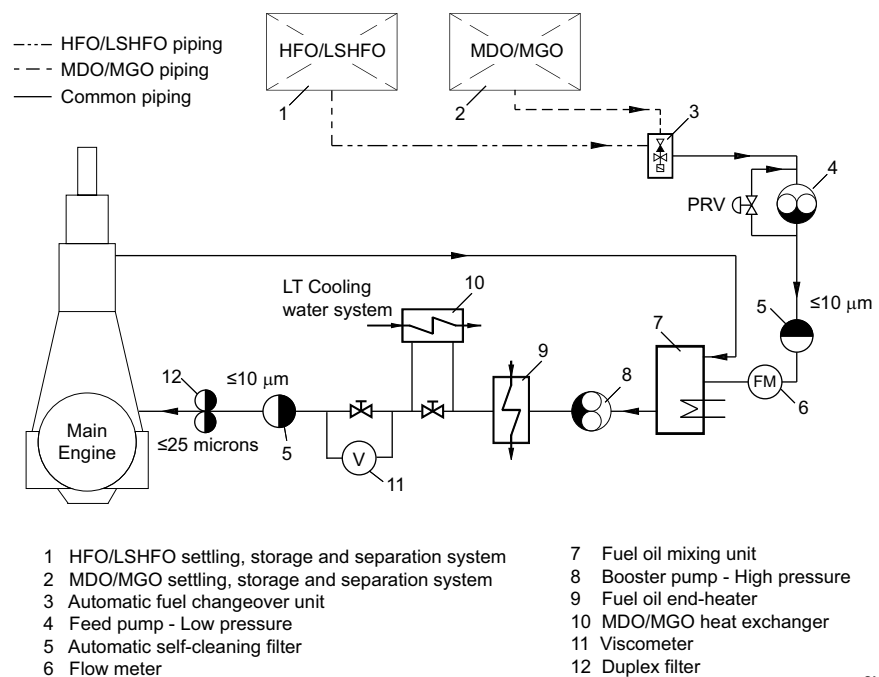 HFO/LSHFO piping
MDO/MGO piping
Common piping
HFO/LSHFO
MDO/MGO
1
2
3
4
PRV
LT Cooling
water system
10
5
≤10 μm
7
9
8
12
≤10 μm
FM
6
Main
Engine
≤25 microns
5
V
11
1 HFO/LSHFO settling, storage and separation system
2 MDO/MGO settling, storage and separation system
3 Automatic fuel changeover unit
4 Feed pump - Low pressure
5 Automatic self-cleaning filter
6 Flow meter
7 Fuel oil mixing unit
8 Booster pump - High pressure
9 Fuel oil end-heater
10 MDO/MGO heat exchanger
11 Viscometer
12 Duplex filter